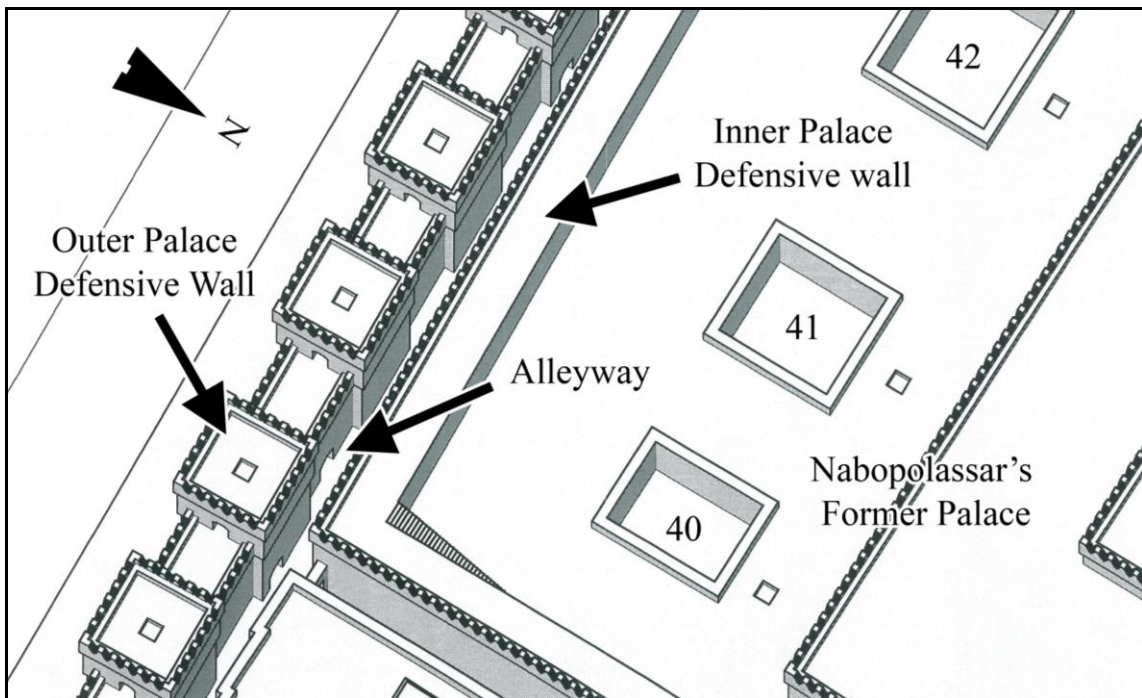 42
N
Inner Palace
Defensive wall
Outer Palace
Defensive Wall
41
Alleyway
Nabopolassar's
Former Palace
40